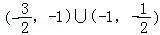 (-3/2, -1)∪(-1, -1/2)